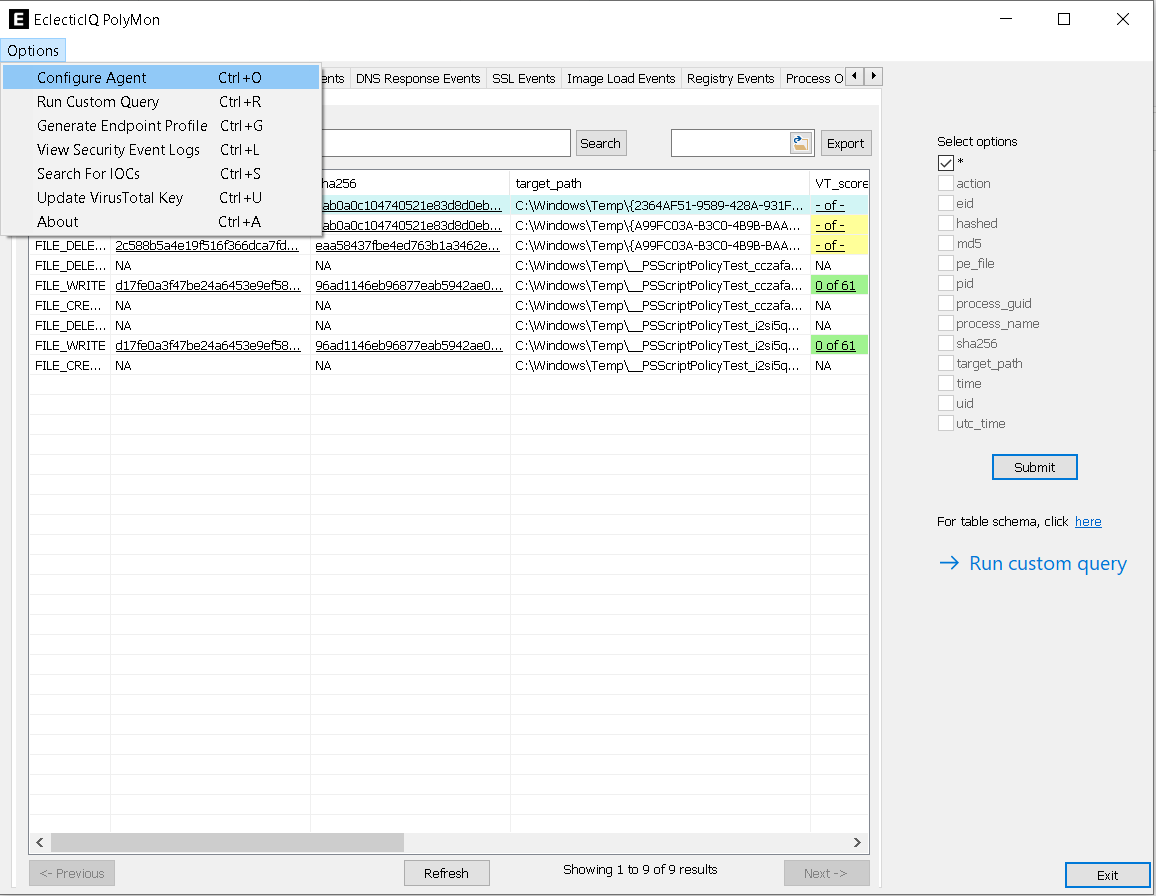 E EclecticIQ PolyMon
Options
Configure Agent Ctrl+O
Run Custom Query Ctrl+R
Generate Endpoint Profile Ctrl+G
View Security Event Logs Ctrl+L
Search For IOCs Ctrl+S
Update VirusTotal Key Ctrl+U
About Ctrl+A
ents DNS Response Events SSL Events Image Load Events Registry Events Process O
Search Export
ha256 target_path VT_score
ab0a0c104740521e83d8d0eb... C:\Windows\Temp\{2364AF51-9589-428A-931F... - of -
ab0a0c104740521e83d8d0eb... C:\Windows\Temp\{A99FC03A-B3C0-4B9B-BAA... - of -
FILE_DELE... 2c588b5a4e19f516f366dca7fd... eaa58437fbe4ed763b1a3462e... C:\Windows\Temp\{A99FC03A-B3C0-4B9B-BAA... - of -
FILE_DELE... NA NA C:\Windows\Temp\__PSScriptPolicyTest_cczafa... NA
FILE_WRITE d17fe0a3f47be24a6453e9ef58... 96ad1146eb96877eab5942ae0... C:\Windows\Temp\__PSScriptPolicyTest_cczafa... 0 of 61
FILE_CRE... NA NA C:\Windows\Temp\__PSScriptPolicyTest_cczafa... NA
FILE_DELE... NA NA C:\Windows\Temp\__PSScriptPolicyTest_i2si5q... NA
FILE_WRITE d17fe0a3f47be24a6453e9ef58... 96ad1146eb96877eab5942ae0... C:\Windows\Temp\__PSScriptPolicyTest_i2si5q... 0 of 61
FILE_CRE... NA NA C:\Windows\Temp\__PSScriptPolicyTest_i2si5q... NA
<- Previous Refresh Showing 1 to 9 of 9 results Next ->
Select options
*
action
eid
hashed
md5
pe_file
pid
process_guid
process_name
sha256
target_path
time
uid
utc_time
Submit
For table schema, click here
→ Run custom query
Exit